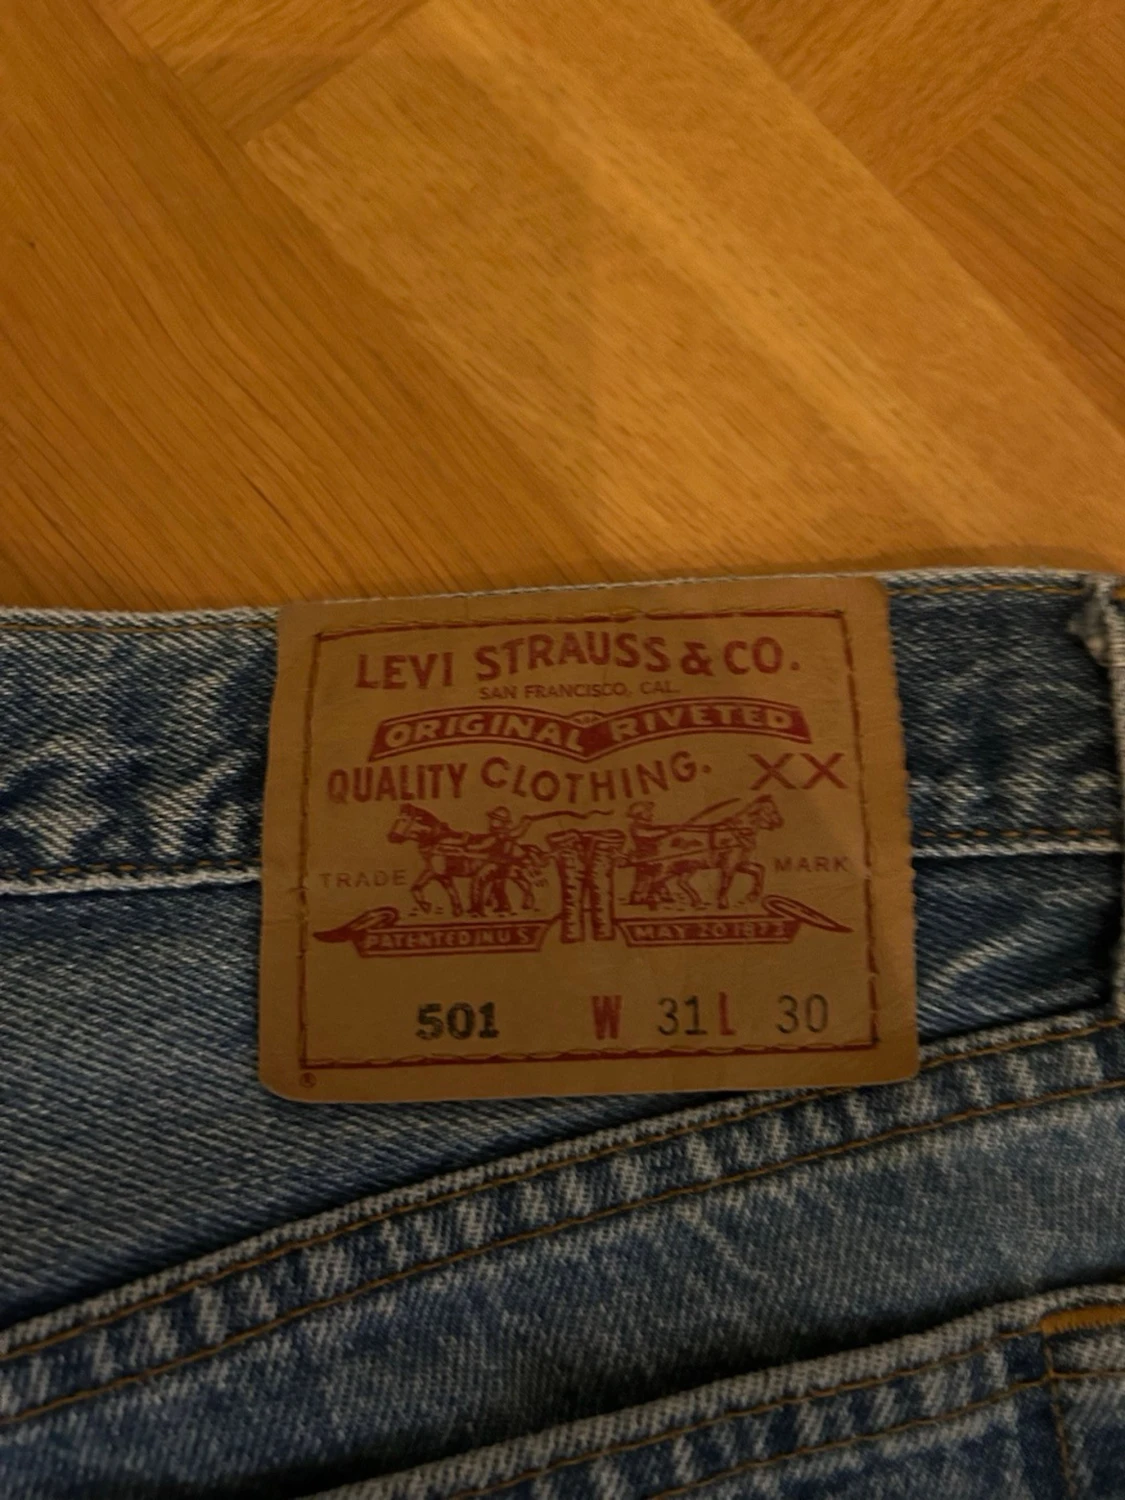 LEVI STRAUSS & CO.
SAN FRANCISCO, CAL.
ORIGINAL RIVETED
QUALITY CLOTHING. XX
TRADE MARK
PATENTED IN U S MAY 20 1873
501 W 31 L 30
®